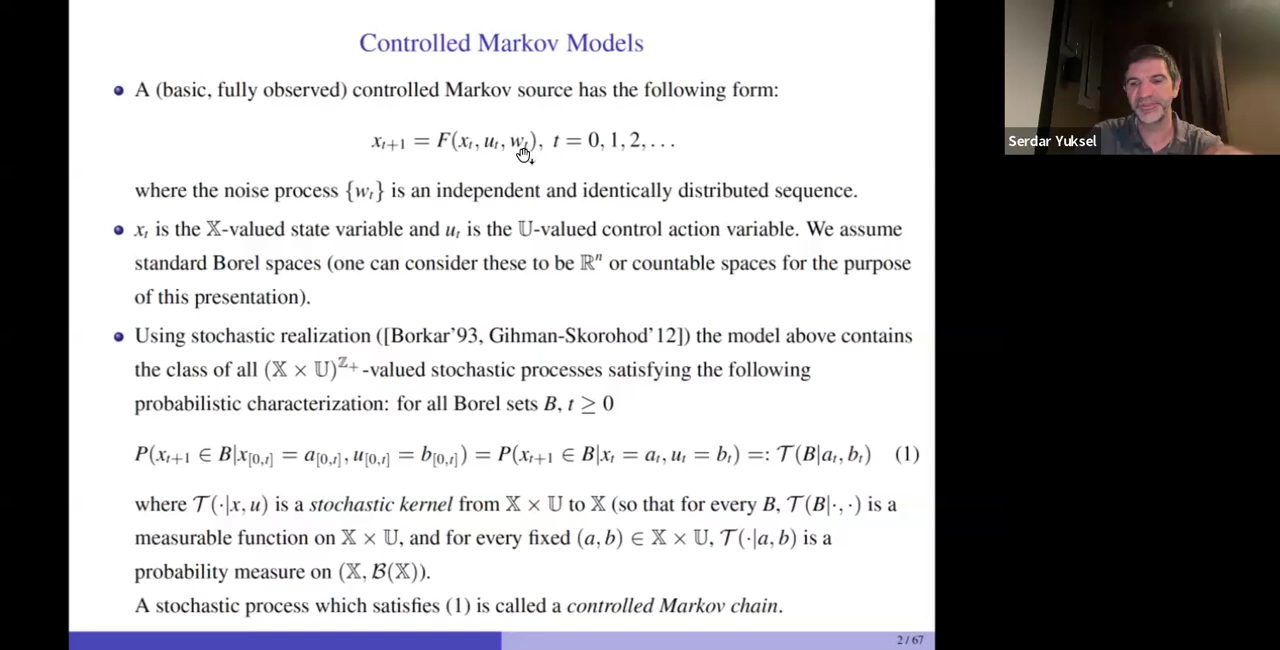 Controlled Markov Models
A (basic, fully observed) controlled Markov source has the following form:
xₜ₊₁ = F(xₜ, uₜ, wₜ), t = 0, 1, 2, . . .
where the noise process {wₜ} is an independent and identically distributed sequence.
xₜ is the 𝕏-valued state variable and uₜ is the 𝕌-valued control action variable. We assume
standard Borel spaces (one can consider these to be ℝⁿ or countable spaces for the purpose
of this presentation).
Using stochastic realization ([Borkar'93, Gihman-Skorohod'12]) the model above contains
the class of all (𝕏 × 𝕌)^ℤ₊-valued stochastic processes satisfying the following
probabilistic characterization: for all Borel sets B, t ≥ 0
P(xₜ₊₁ ∈ B|x_[0,t] = a_[0,t], u_[0,t] = b_[0,t]) = P(xₜ₊₁ ∈ B|xₜ = aₜ, uₜ = bₜ) =: 𝒯(B|aₜ, bₜ) (1)
where 𝒯(·|x, u) is a stochastic kernel from 𝕏 × 𝕌 to 𝕏 (so that for every B, 𝒯(B|·, ·) is a
measurable function on 𝕏 × 𝕌, and for every fixed (a, b) ∈ 𝕏 × 𝕌, 𝒯(·|a, b) is a
probability measure on (𝕏, ℬ(𝕏)).
A stochastic process which satisfies (1) is called a controlled Markov chain.
2 / 67
Serdar Yuksel